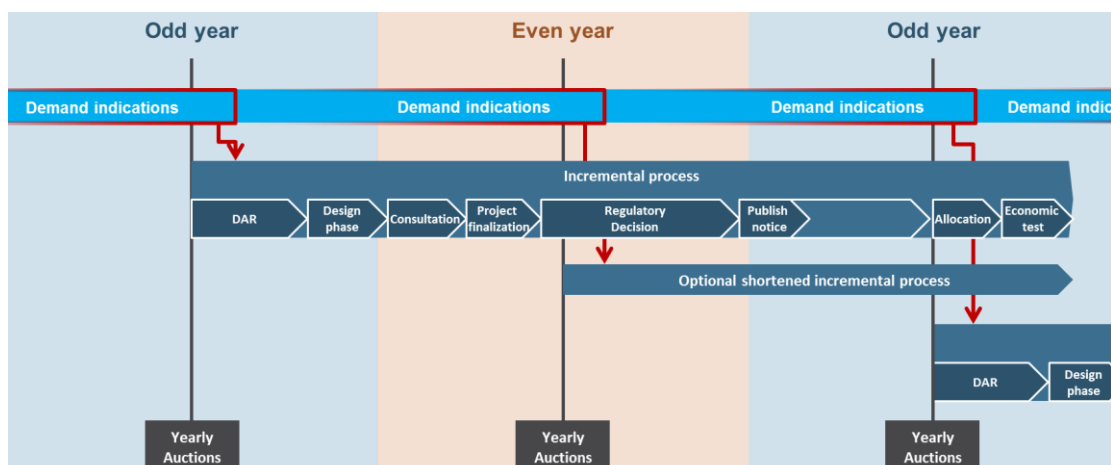 Odd year
Even year
Odd year
Demand indications
Demand indications
Demand indications
Demand indic
Incremental process
DAR
Design
phase
Consultation
Project
finalization
Regulatory
Decision
Publish
notice
Allocation
Economic
test
Optional shortened incremental process
DAR
Design
phase
Yearly
Auctions
Yearly
Auctions
Yearly
Auctions